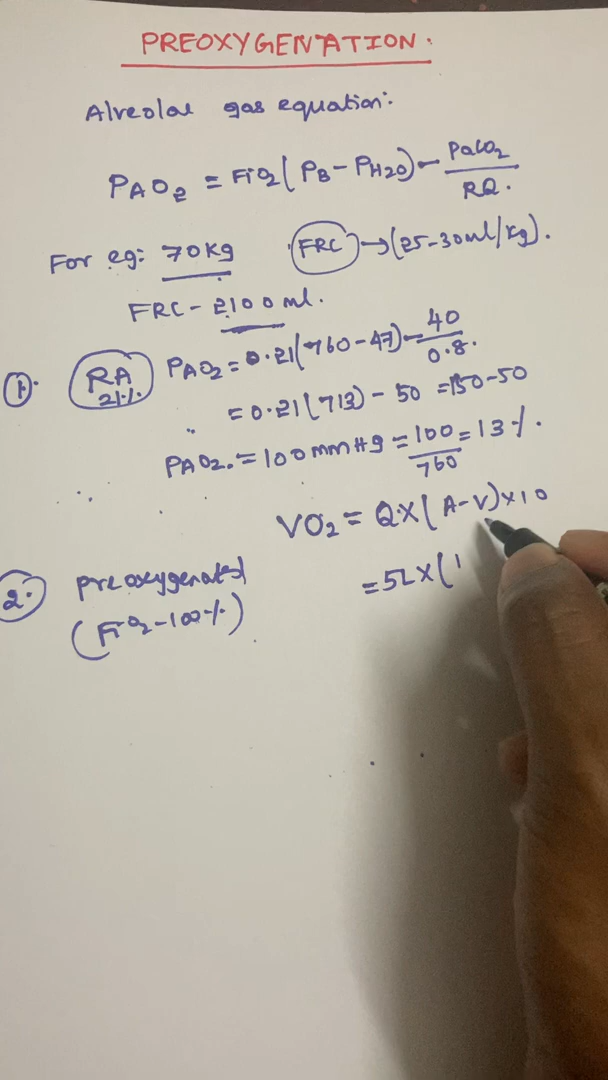 PREOXYGENATION.
Alveolar gas equation:
PAO2 = FiO2(PB - PH2O) - PaCO2/RQ.
For eg: 70kg FRC → (25-30ml/kg).
FRC - 2100 ml.
1. RA 21% PAO2 = 0.21(760-47) - 40/0.8.
= 0.21(713) - 50 = 150-50
PAO2. = 100mmHg = 100/760 = 13%.
VO2 = Q×(A-V)×10
2. preoxygenated = 5L×(1
(FiO2-100%)